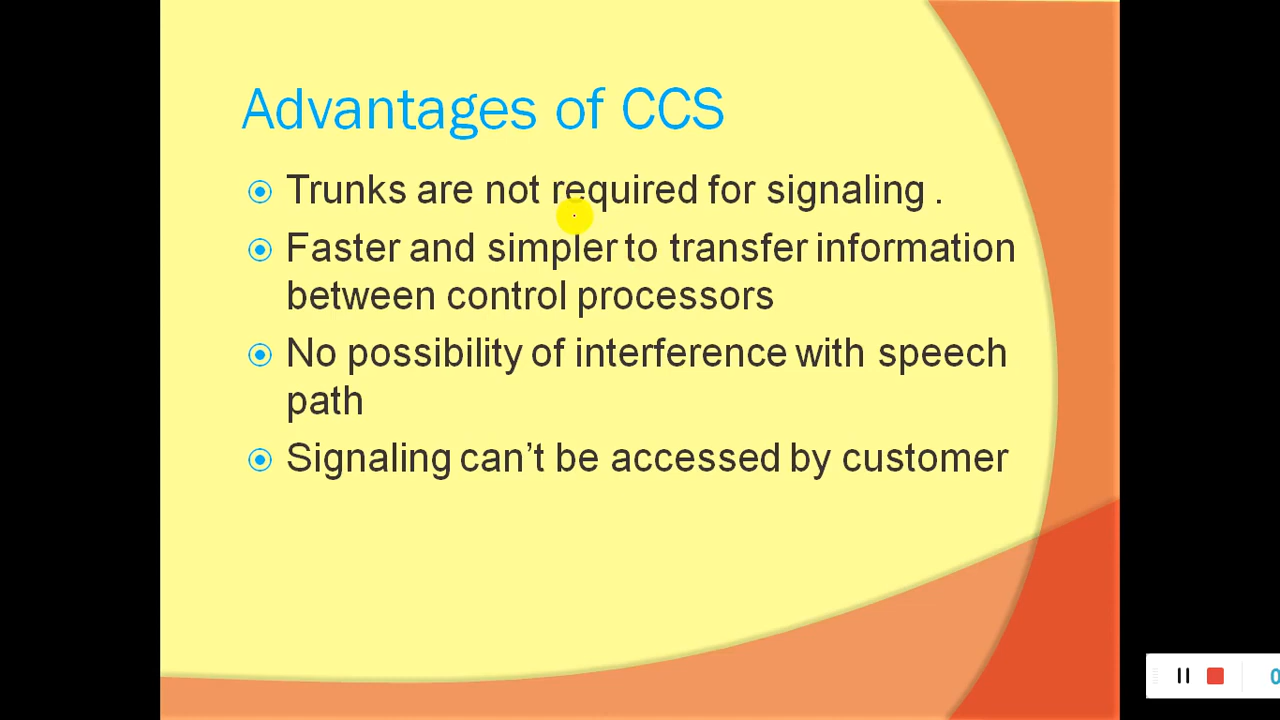 Advantages of CCS
Trunks are not required for signaling .
Faster and simpler to transfer information
between control processors
No possibility of interference with speech
path
Signaling can’t be accessed by customer
0